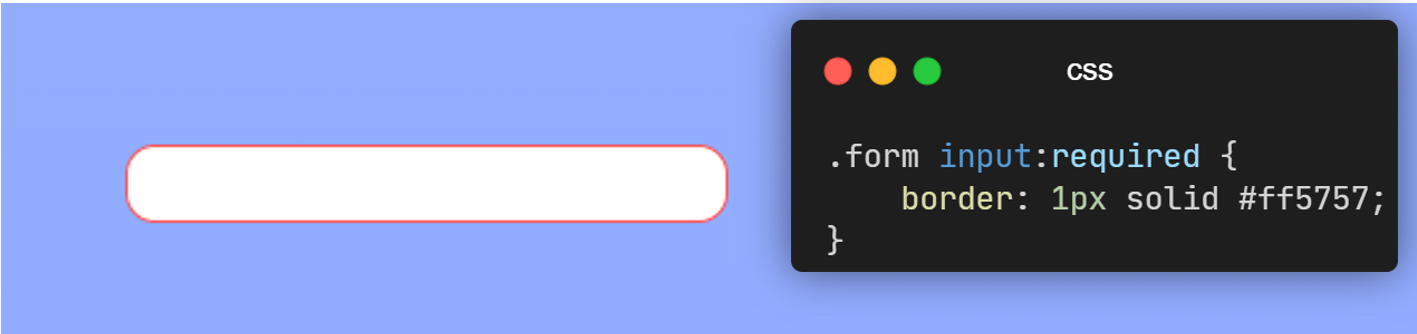 CSS
.form input:required {
    border: 1px solid #ff5757;
}